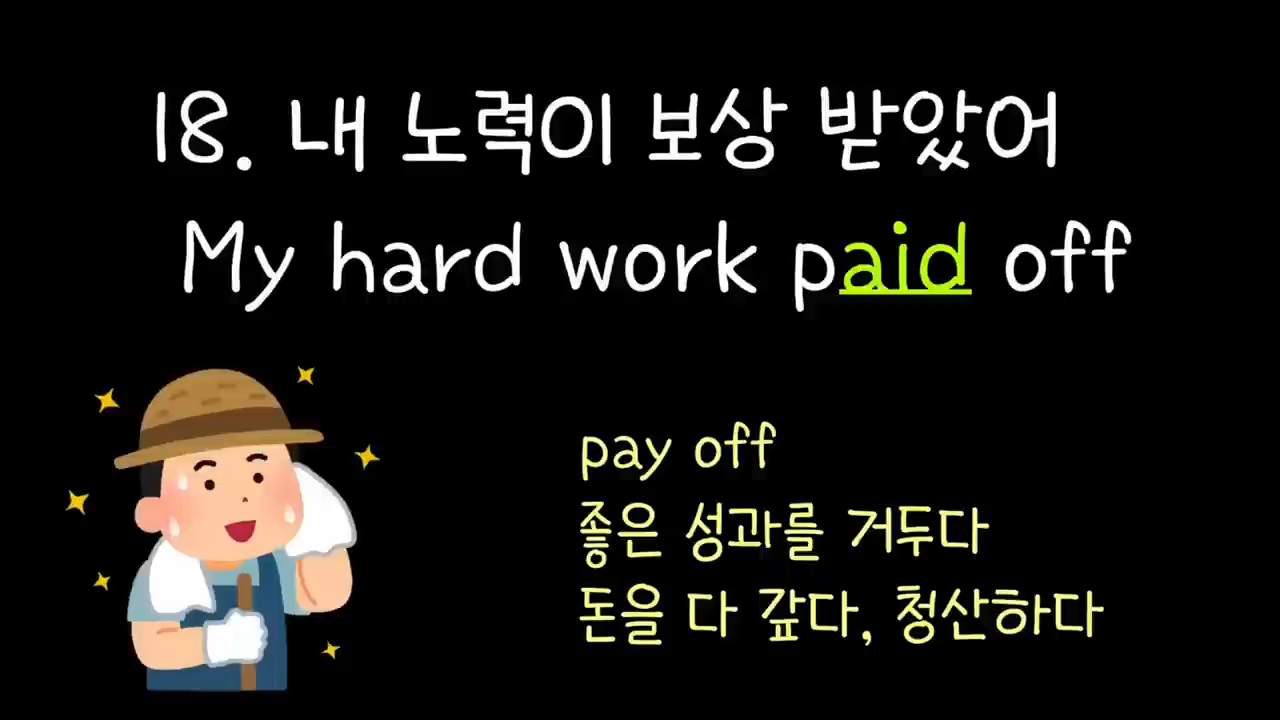 18. 내 노력이 보상 받았어
My hard work paid off
pay off
좋은 성과를 거두다
돈을 다 갚다, 청산하다